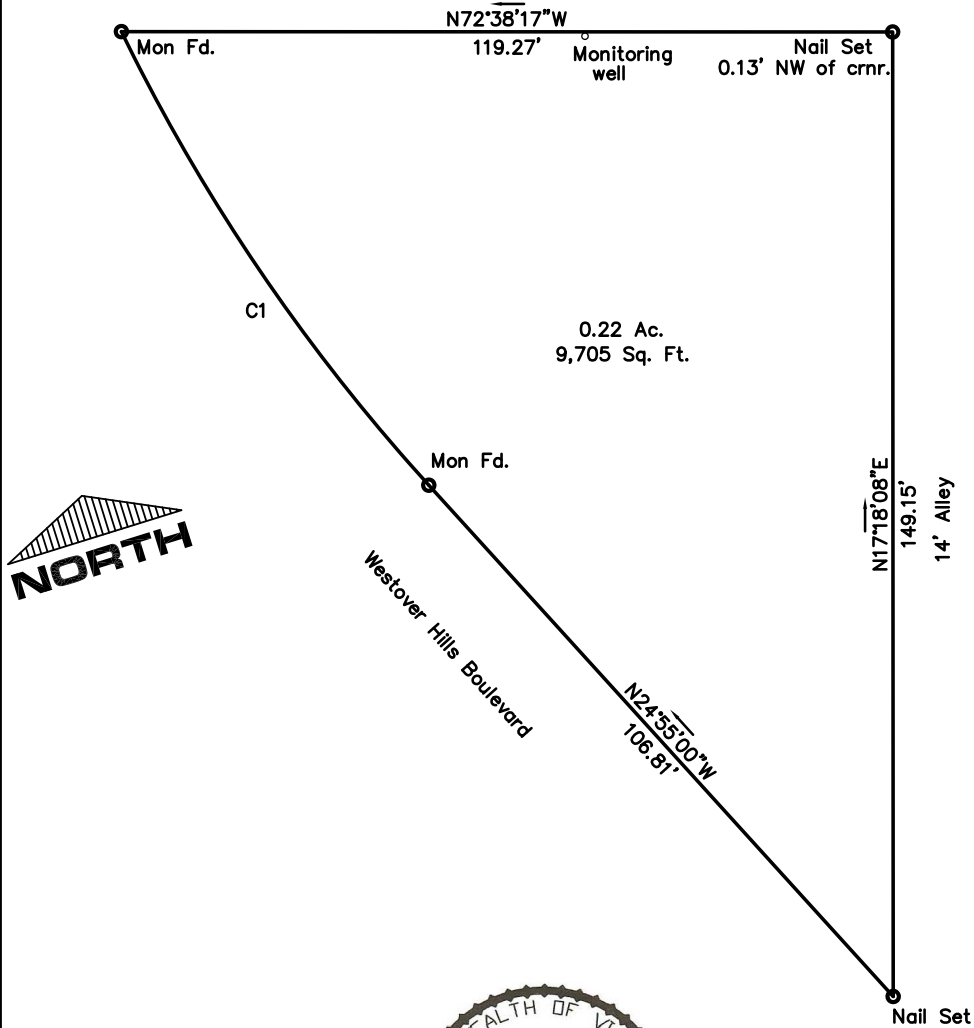 N72°38'17"W
119.27'
Mon Fd.
Monitoring
well
Nail Set
0.13' NW of crnr.
C1
0.22 Ac.
9,705 Sq. Ft.
Mon Fd.
NORTH
N17°18'08"E
149.15'
14' Alley
Westover Hills Boulevard
N24°55'00"W
106.81'
Nail Set
ALTH OF